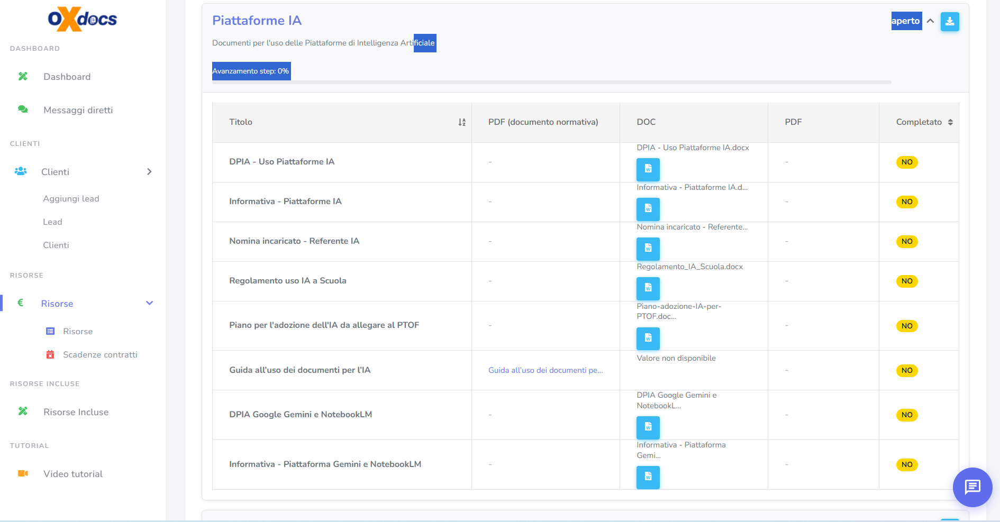 oXdocs
DASHBOARD
Dashboard
Messaggi diretti
CLIENTI
Clienti
Aggiungi lead
Lead
Clienti
RISORSE
Risorse
Risorse
Scadenze contratti
RISORSE INCLUSE
Risorse Incluse
TUTORIAL
Video tutorial
Piattaforme IA
aperto
Documenti per l'uso delle Piattaforme di Intelligenza Artificiale
Avanzamento step: 0%
Titolo PDF (documento normativa) DOC PDF Completato
DPIA - Uso Piattaforme IA - DPIA - Uso Piattaforme IA.docx - NO
Informativa - Piattaforme IA - Informativa - Piattaforme IA.d... - NO
Nomina incaricato - Referente IA - Nomina incaricato - Referente... - NO
Regolamento uso IA a Scuola - Regolamento_IA_Scuola.docx - NO
Piano per l'adozione dell'IA da allegare al PTOF - Piano-adozione-IA-per-
PTOF.doc... - NO
Guida all’uso dei documenti per l’IA Guida all’uso dei documenti pe... Valore non disponibile - NO
DPIA Google Gemini e NotebookLM - DPIA Google Gemini e
NotebookL... - NO
Informativa - Piattaforma Gemini e NotebookLM - Informativa - Piattaforma
Gemi... - NO